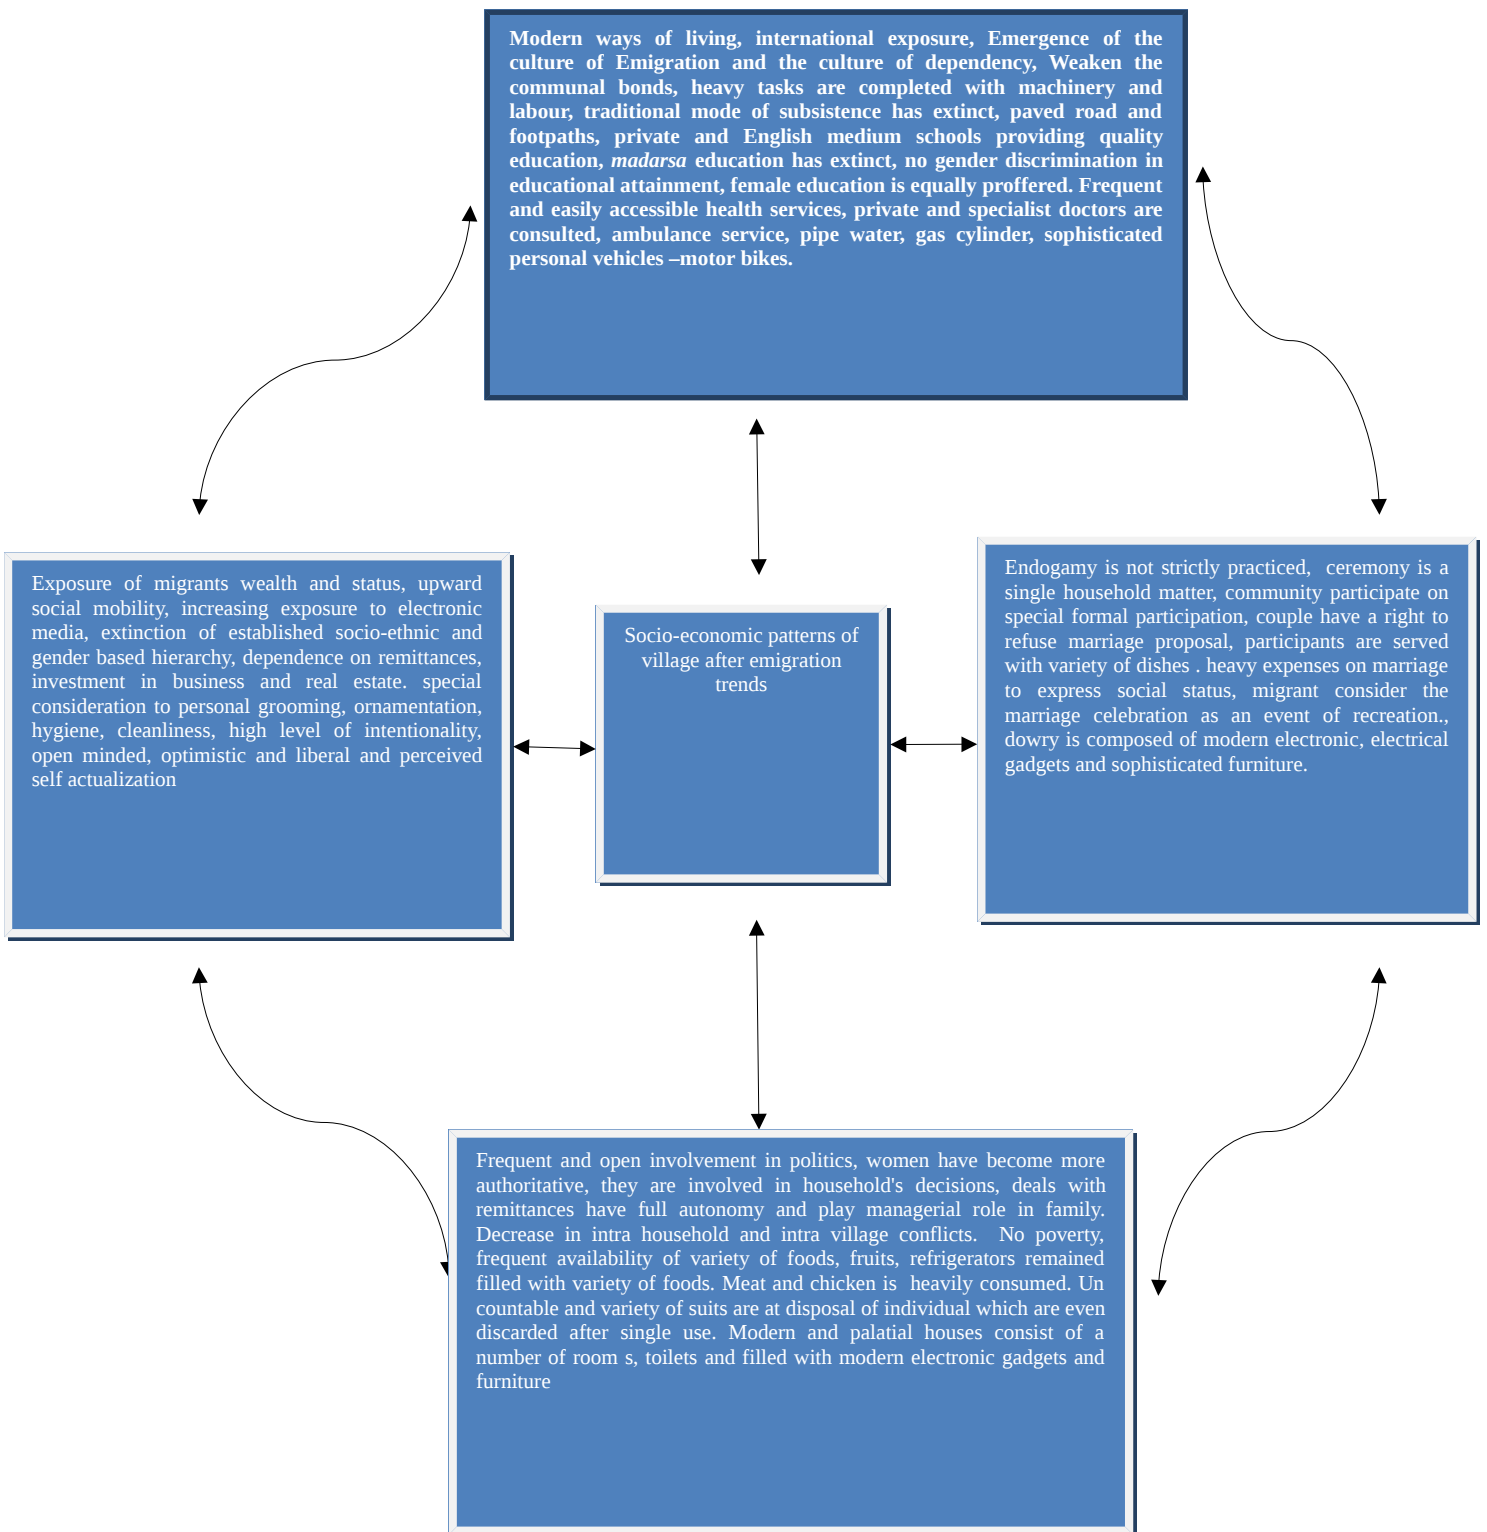 Modern ways of living, international exposure, Emergence of the
culture of Emigration and the culture of dependency, Weaken the
communal bonds, heavy tasks are completed with machinery and
labour, traditional mode of subsistence has extinct, paved road and
footpaths, private and English medium schools providing quality
education, madarsa education has extinct, no gender discrimination in
educational attainment, female education is equally proffered. Frequent
and easily accessible health services, private and specialist doctors are
consulted, ambulance service, pipe water, gas cylinder, sophisticated
personal vehicles –motor bikes.
Exposure of migrants wealth and status, upward
social mobility, increasing exposure to electronic
media, extinction of established socio-ethnic and
gender based hierarchy, dependence on remittances,
investment in business and real estate. special
consideration to personal grooming, ornamentation,
hygiene, cleanliness, high level of intentionality,
open minded, optimistic and liberal and perceived
self actualization
Socio-economic patterns of
village after emigration
trends
Endogamy is not strictly practiced,  ceremony is a
single household matter, community participate on
special formal participation, couple have a right to
refuse marriage proposal, participants are served
with variety of dishes . heavy expenses on marriage
to express social status, migrant consider the
marriage celebration as an event of recreation.,
dowry is composed of modern electronic, electrical
gadgets and sophisticated furniture.
Frequent and open involvement in politics, women have become more
authoritative, they are involved in household's decisions, deals with
remittances have full autonomy and play managerial role in family.
Decrease in intra household and intra village conflicts.  No poverty,
frequent availability of variety of foods, fruits, refrigerators remained
filled with variety of foods. Meat and chicken is  heavily consumed. Un
countable and variety of suits are at disposal of individual which are even
discarded after single use. Modern and palatial houses consist of a
number of room s, toilets and filled with modern electronic gadgets and
furniture